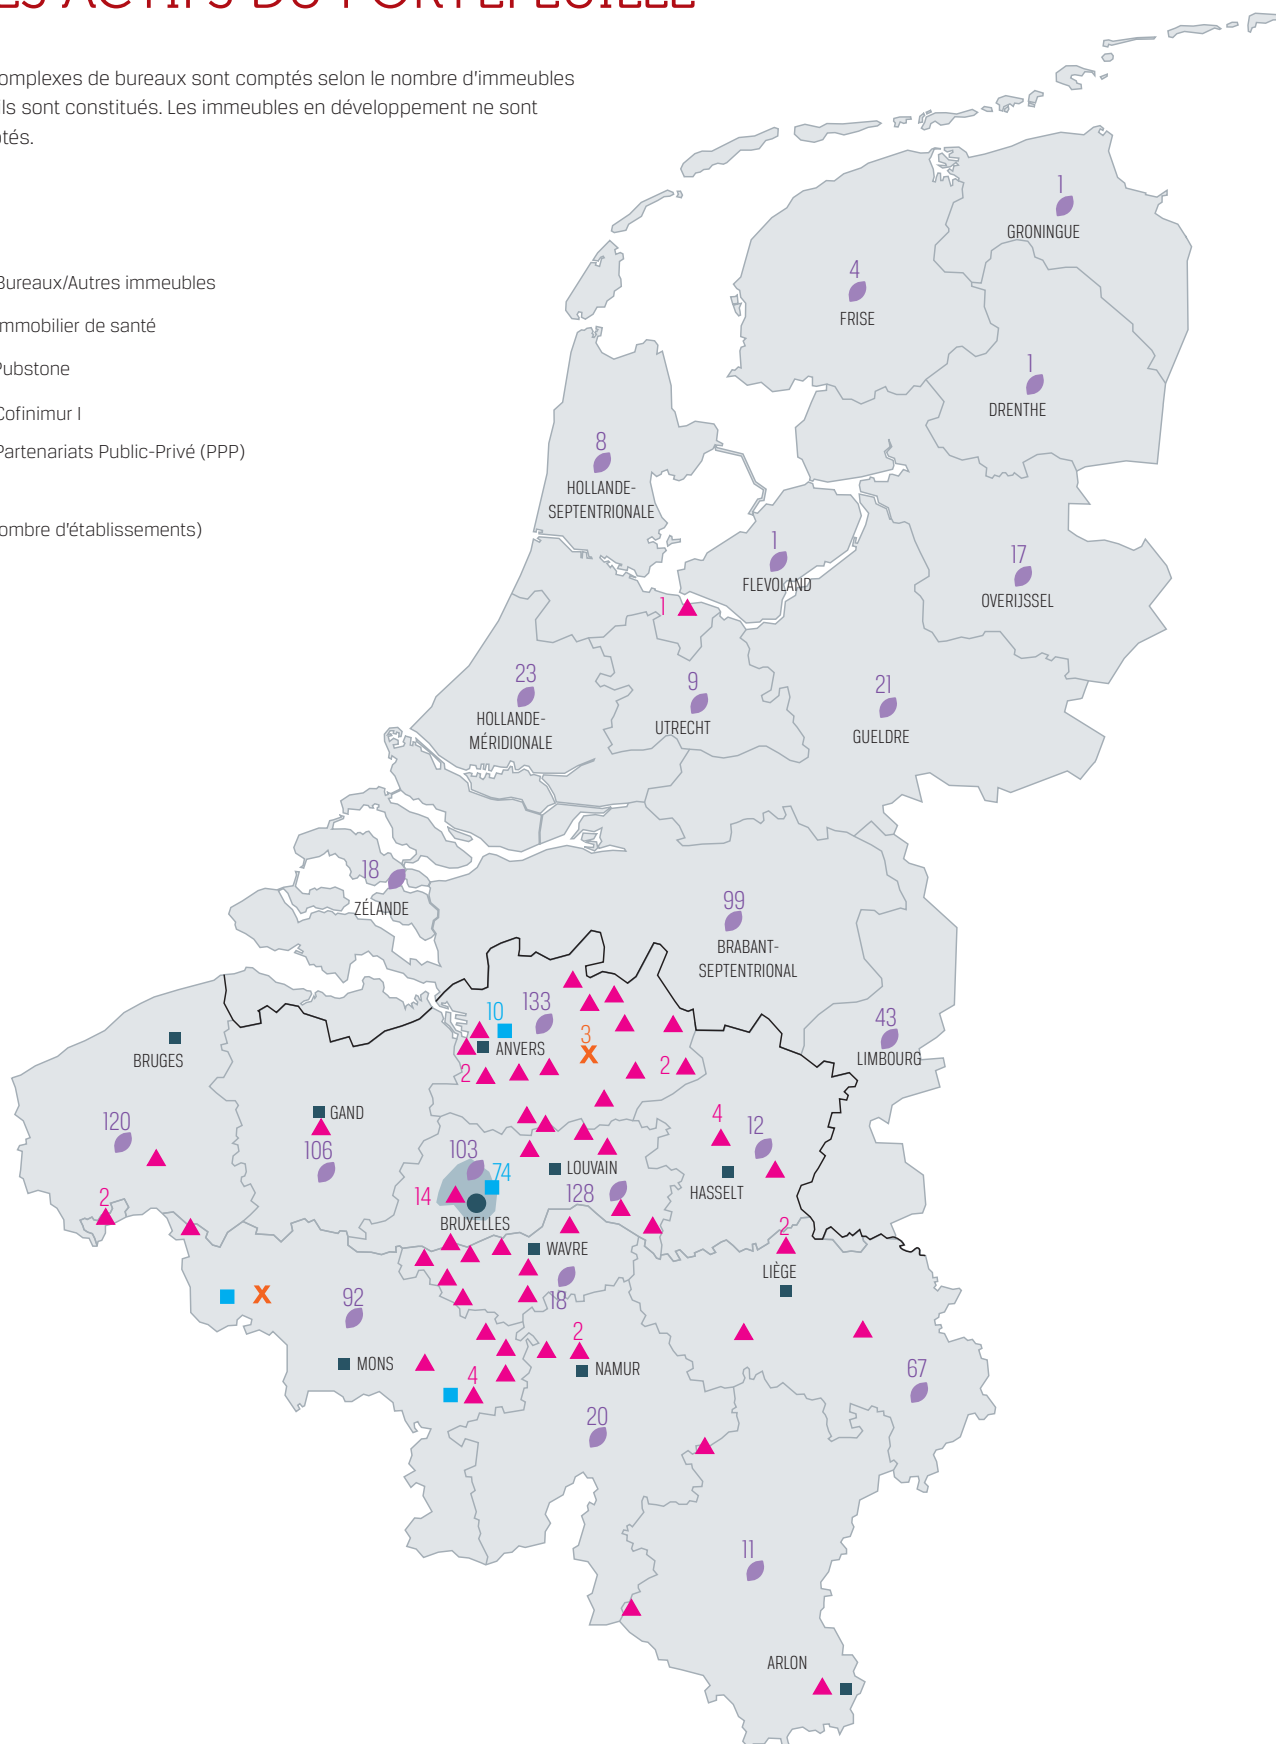 omplexes de bureaux sont comptés selon le nombre d'immeubles
ils sont constitués. Les immeubles en développement ne sont
Bureaux/Autres immeubles
mmobilier de santé
Pubstone
Cofinimur I
Partenariats Public-Privé (PPP)
ombre d'établissements)
1
GRONINGUE
4
FRISE
1
DRENTHE
8
HOLLANDE-
SEPTENTRIONALE
1
FLEVOLAND
17
OVERIJSSEL
1
23
HOLLANDE-
MÉRIDIONALE
9
UTRECHT
21
GUELDRE
18
ZÉLANDE
99
BRABANT-
SEPTENTRIONAL
43
LIMBOURG
10
133
3
X
ANVERS
2
2
BRUGES
GAND
120
106
2
103
74
14
BRUXELLES
LOUVAIN
128
4
12
HASSELT
WAVRE
18
2
LIÈGE
X
92
MONS
4
2
NAMUR
20
67
11
ARLON